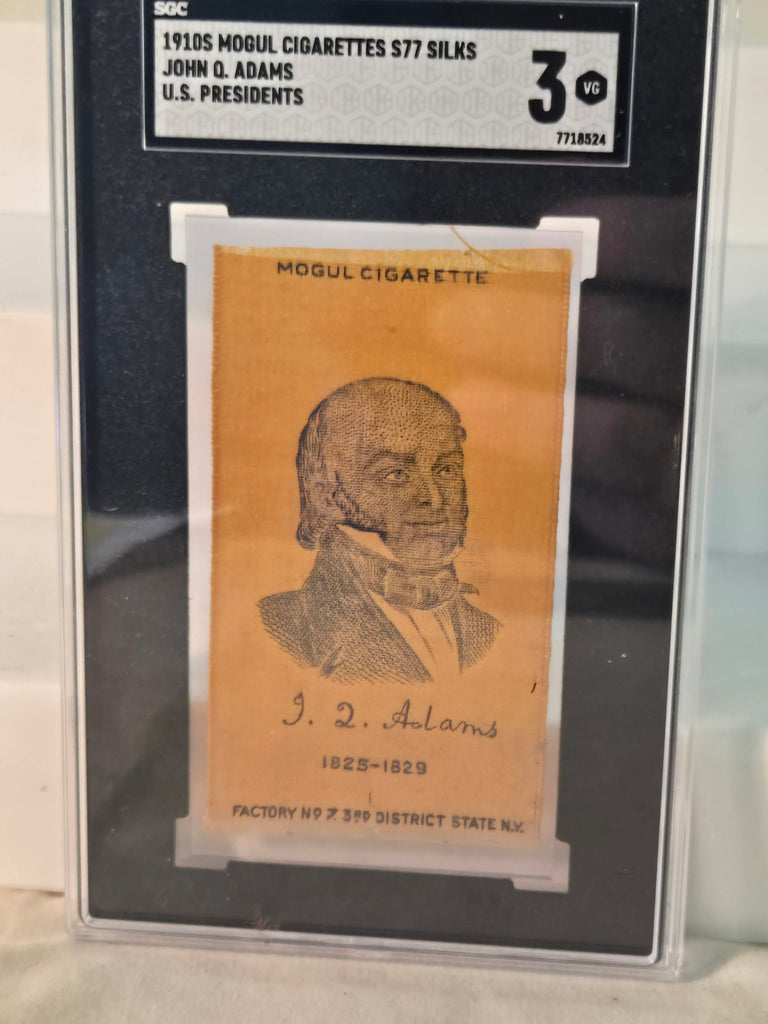 SGC
1910S MOGUL CIGARETTES S77 SILKS
JOHN Q. ADAMS
U.S. PRESIDENTS
3 VG
7718524
MOGUL CIGARETTE
J. Q. Adams
1825-1829
FACTORY Nº 7 3RD DISTRICT STATE N.Y.